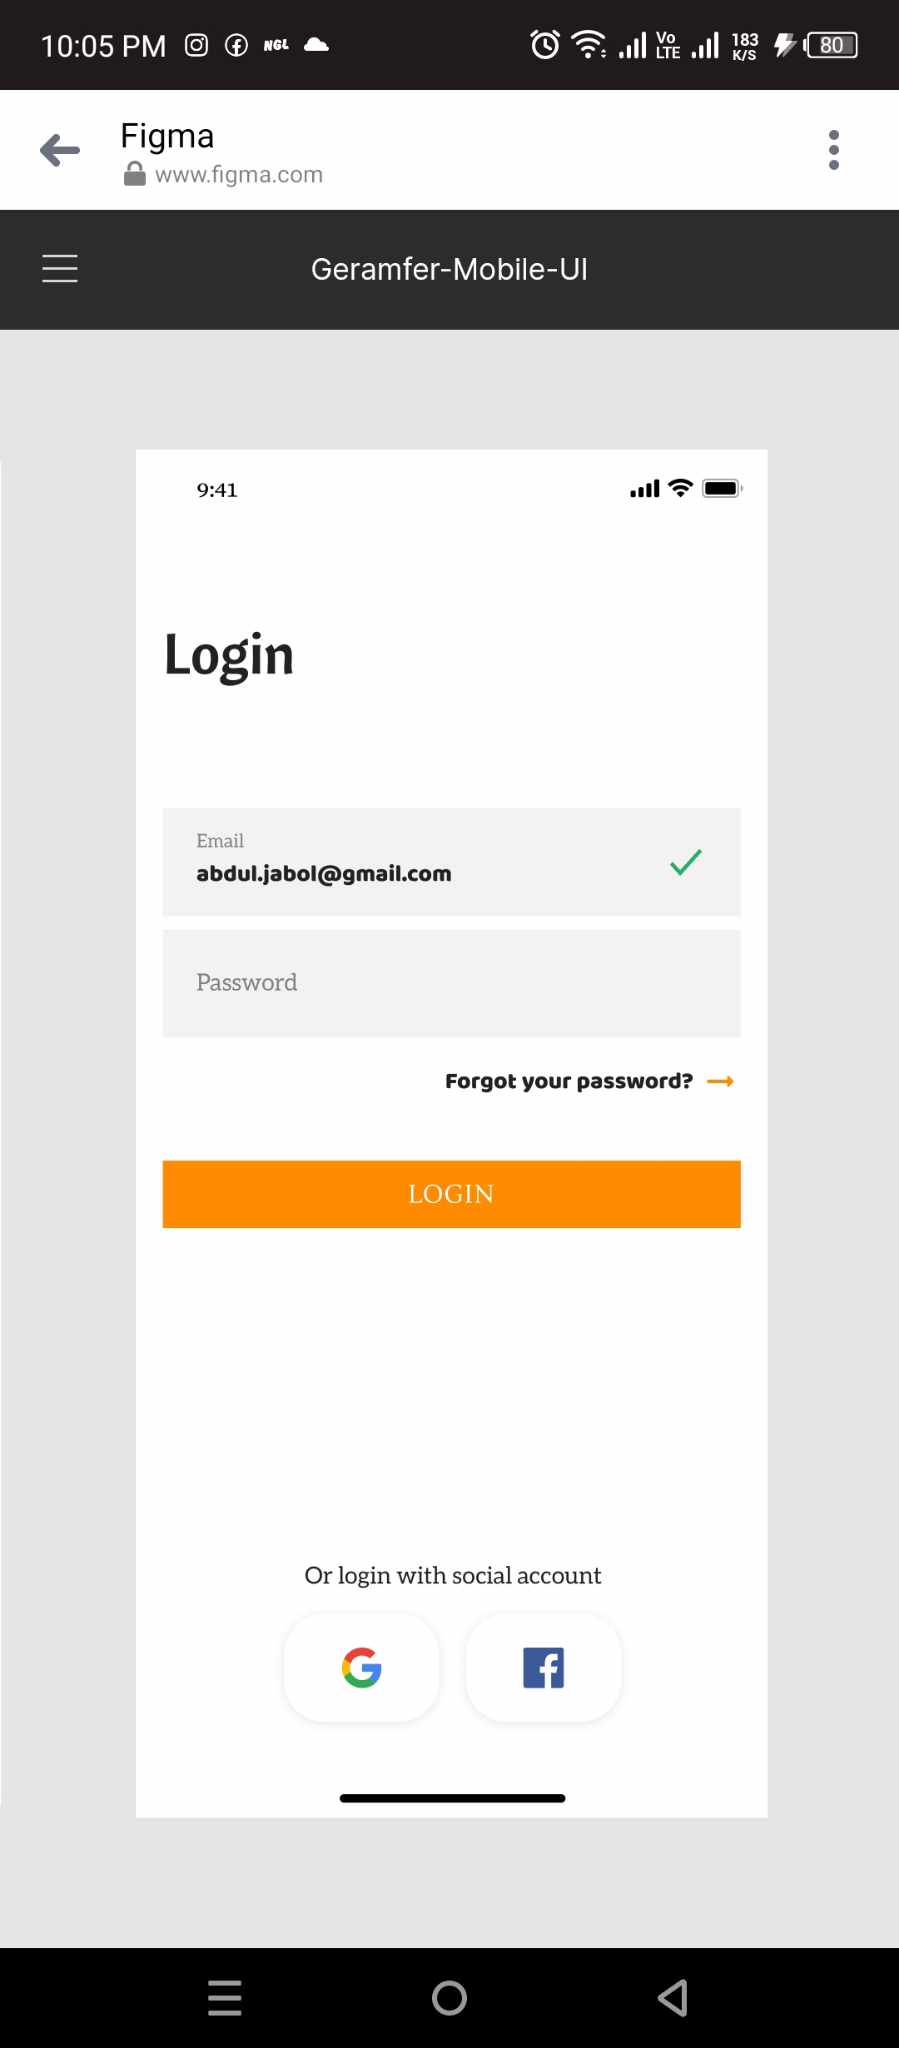 10:05 PM NGL Vo LTE 183 K/S 80
Figma
www.figma.com
Geramfer-Mobile-UI
9:41
Login
Email
abdul.jabol@gmail.com
Password
Forgot your password?
LOGIN
Or login with social account